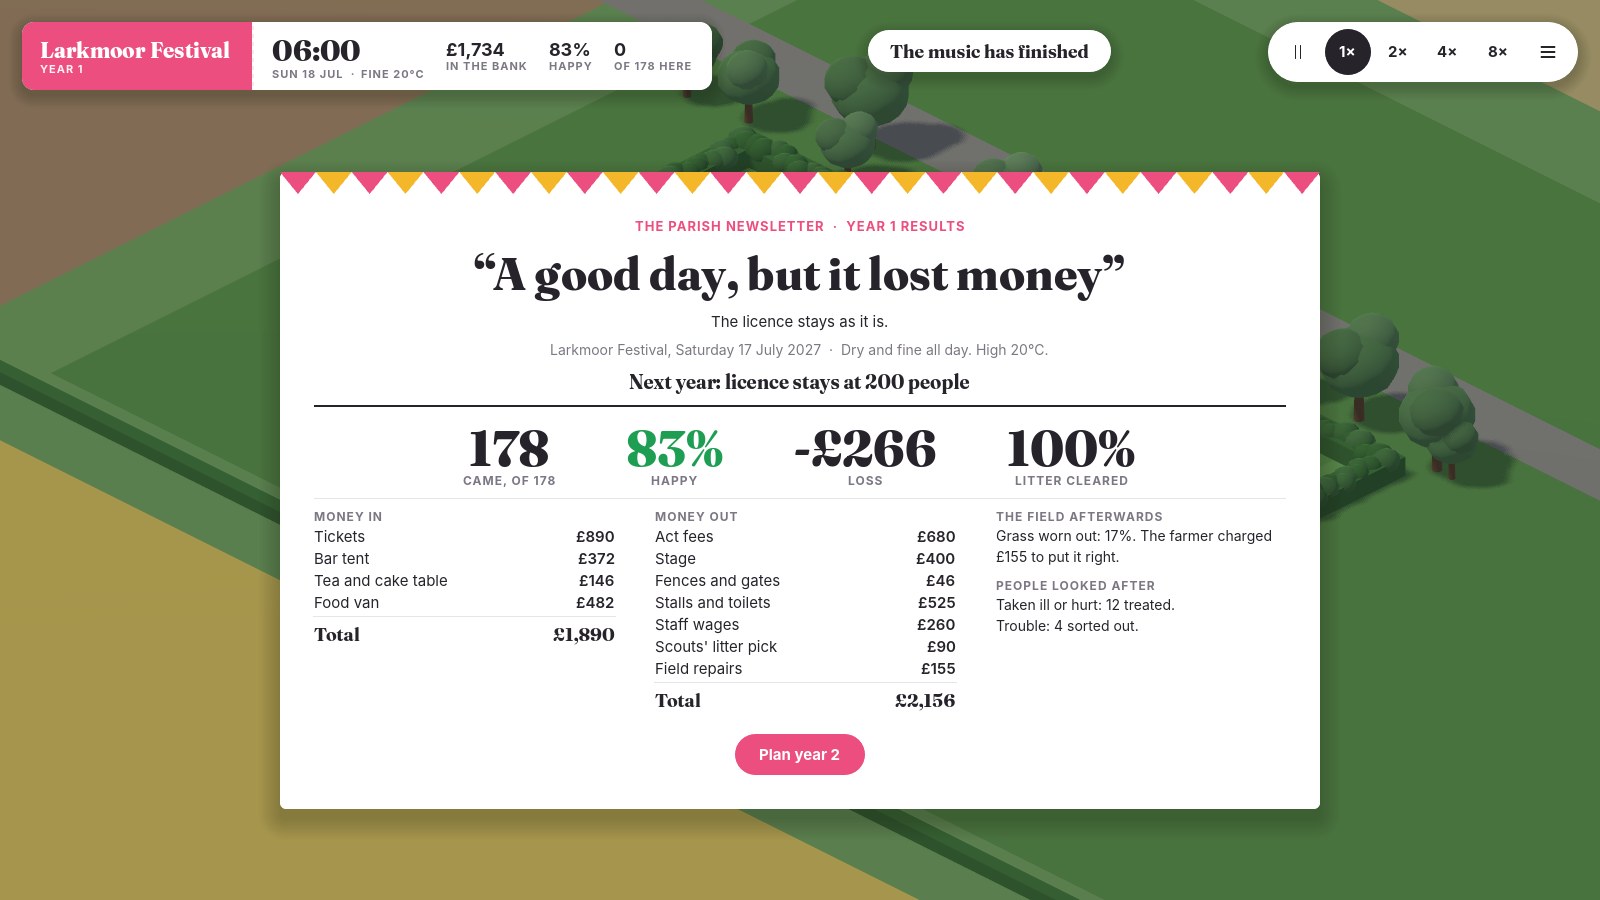 Larkmoor Festival
YEAR 1
06:00
SUN 18 JUL · FINE 20°C
£1,734
IN THE BANK
83%
HAPPY
0
OF 178 HERE
The music has finished
1×
2×
4×
8×
THE PARISH NEWSLETTER · YEAR 1 RESULTS
“A good day, but it lost money”
The licence stays as it is.
Larkmoor Festival, Saturday 17 July 2027 · Dry and fine all day. High 20°C.
Next year: licence stays at 200 people
178
CAME, OF 178
83%
HAPPY
-£266
LOSS
100%
LITTER CLEARED
MONEY IN
Tickets £890
Bar tent £372
Tea and cake table £146
Food van £482
Total £1,890
MONEY OUT
Act fees £680
Stage £400
Fences and gates £46
Stalls and toilets £525
Staff wages £260
Scouts' litter pick £90
Field repairs £155
Total £2,156
THE FIELD AFTERWARDS
Grass worn out: 17%. The farmer charged
£155 to put it right.
PEOPLE LOOKED AFTER
Taken ill or hurt: 12 treated.
Trouble: 4 sorted out.
Plan year 2